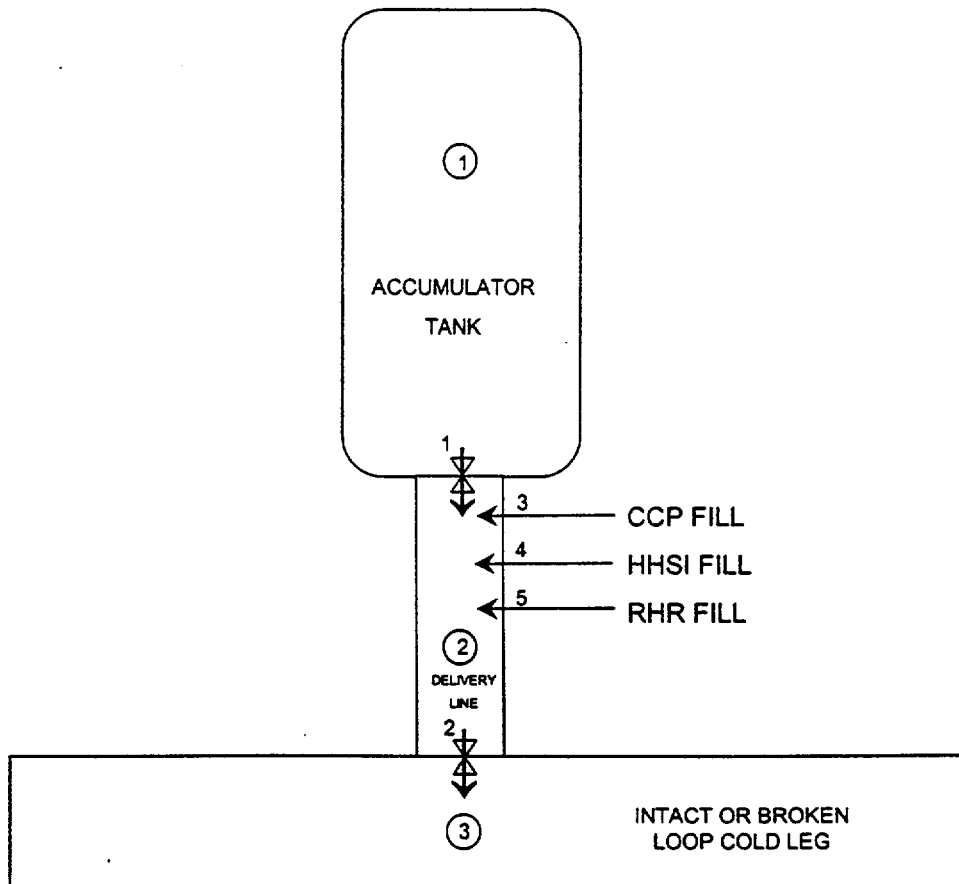 1
ACCUMULATOR
TANK
1
3 CCP FILL
4 HHSI FILL
5 RHR FILL
2
DELIVERY
LINE
2
3
INTACT OR BROKEN
LOOP COLD LEG